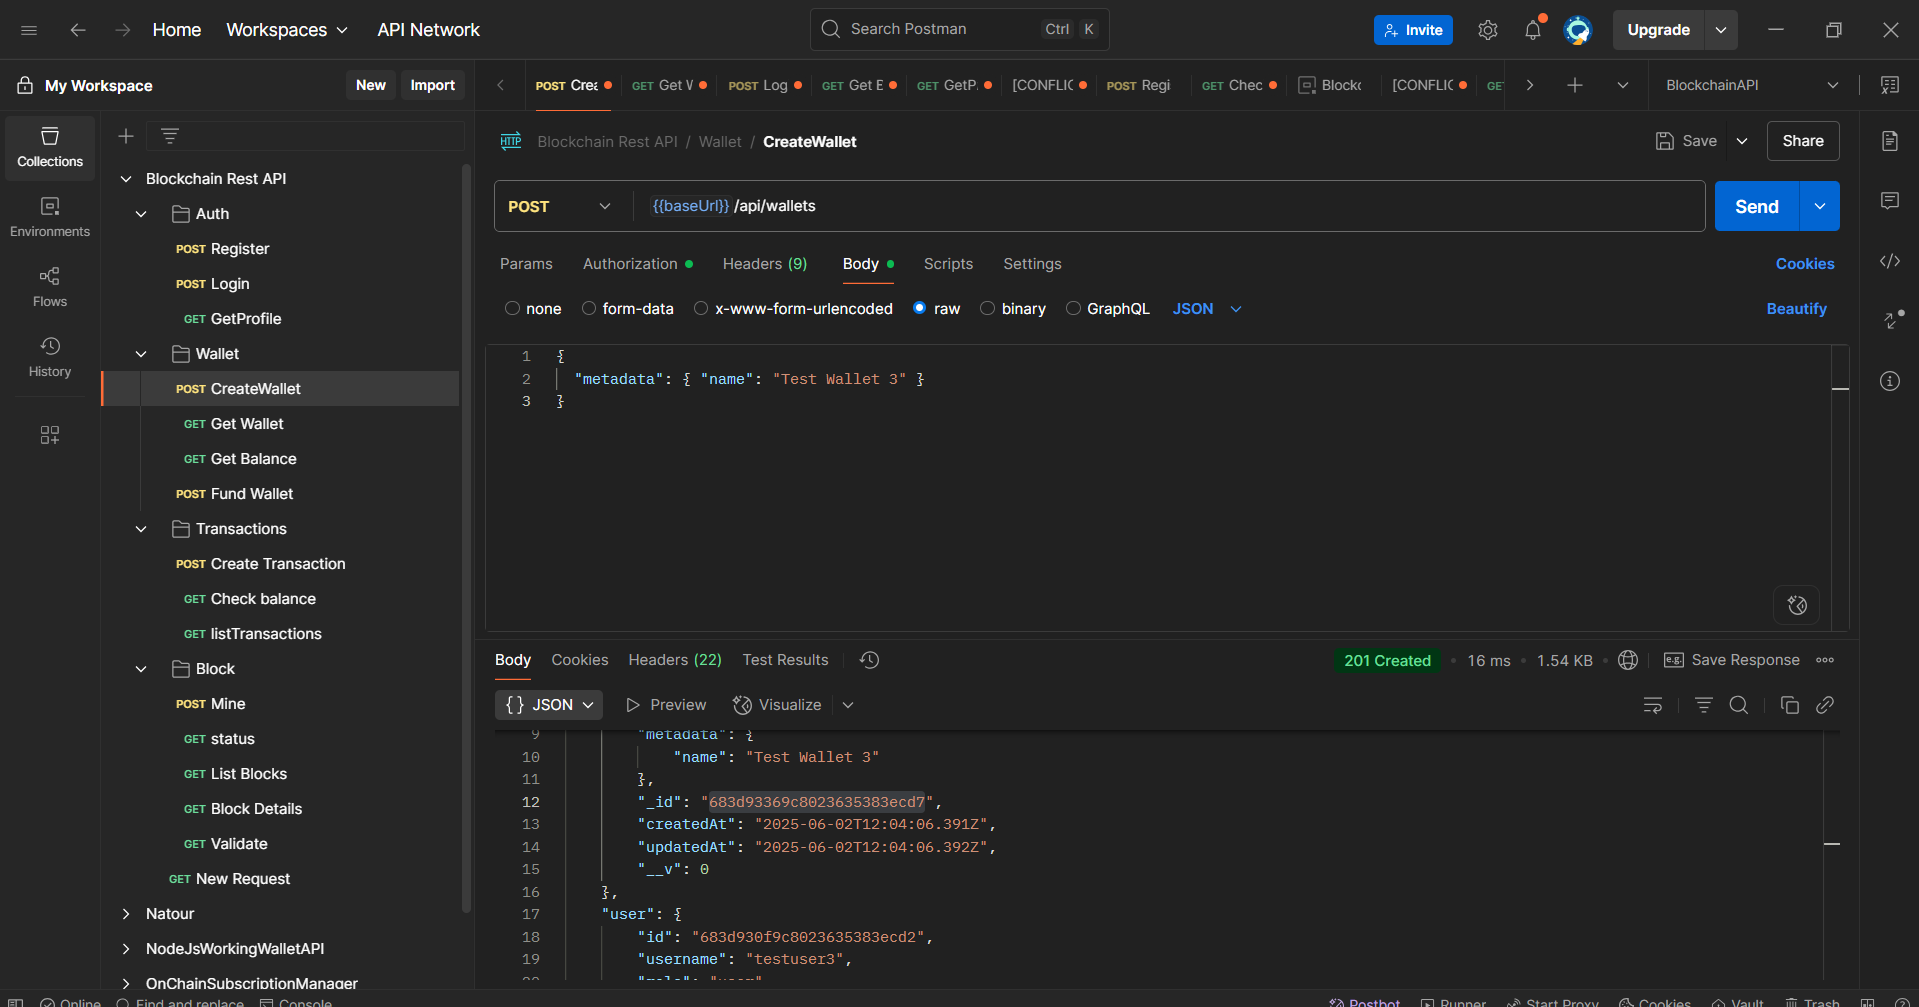 Home Workspaces API Network Search Postman Ctrl K Invite Upgrade
My Workspace New Import
POST Crea GET Get W POST Log GET Get B GET GetP. [CONFLIC POST Regi GET Chec Blockc [CONFLIC GET BlockchainAPI
Collections
Environments
Flows
History
Blockchain Rest API
Auth
POST Register
POST Login
GET GetProfile
Wallet
POST CreateWallet
GET Get Wallet
GET Get Balance
POST Fund Wallet
Transactions
POST Create Transaction
GET Check balance
GET listTransactions
Block
POST Mine
GET status
GET List Blocks
GET Block Details
GET Validate
GET New Request
Natour
NodeJsWorkingWalletAPI
OnChainSubscriptionManager
HTTP Blockchain Rest API / Wallet / CreateWallet Save Share
POST {{baseUrl}} /api/wallets Send
Params Authorization Headers (9) Body Scripts Settings Cookies
none form-data x-www-form-urlencoded raw binary GraphQL JSON Beautify
1 {
2 "metadata": { "name": "Test Wallet 3" }
3 }
Body Cookies Headers (22) Test Results 201 Created • 16 ms • 1.54 KB • e.g. Save Response
{} JSON Preview Visualize
9 "metadata": {
10 "name": "Test Wallet 3"
11 },
12 "_id": "683d93369c8023635383ecd7",
13 "createdAt": "2025-06-02T12:04:06.391Z",
14 "updatedAt": "2025-06-02T12:04:06.392Z",
15 "__v": 0
16 },
17 "user": {
18 "id": "683d930f9c8023635383ecd2",
19 "username": "testuser3",
20 "role": "user"
Online Find and replace Console Postbot Runner Start Proxy Cookies Vault Trash